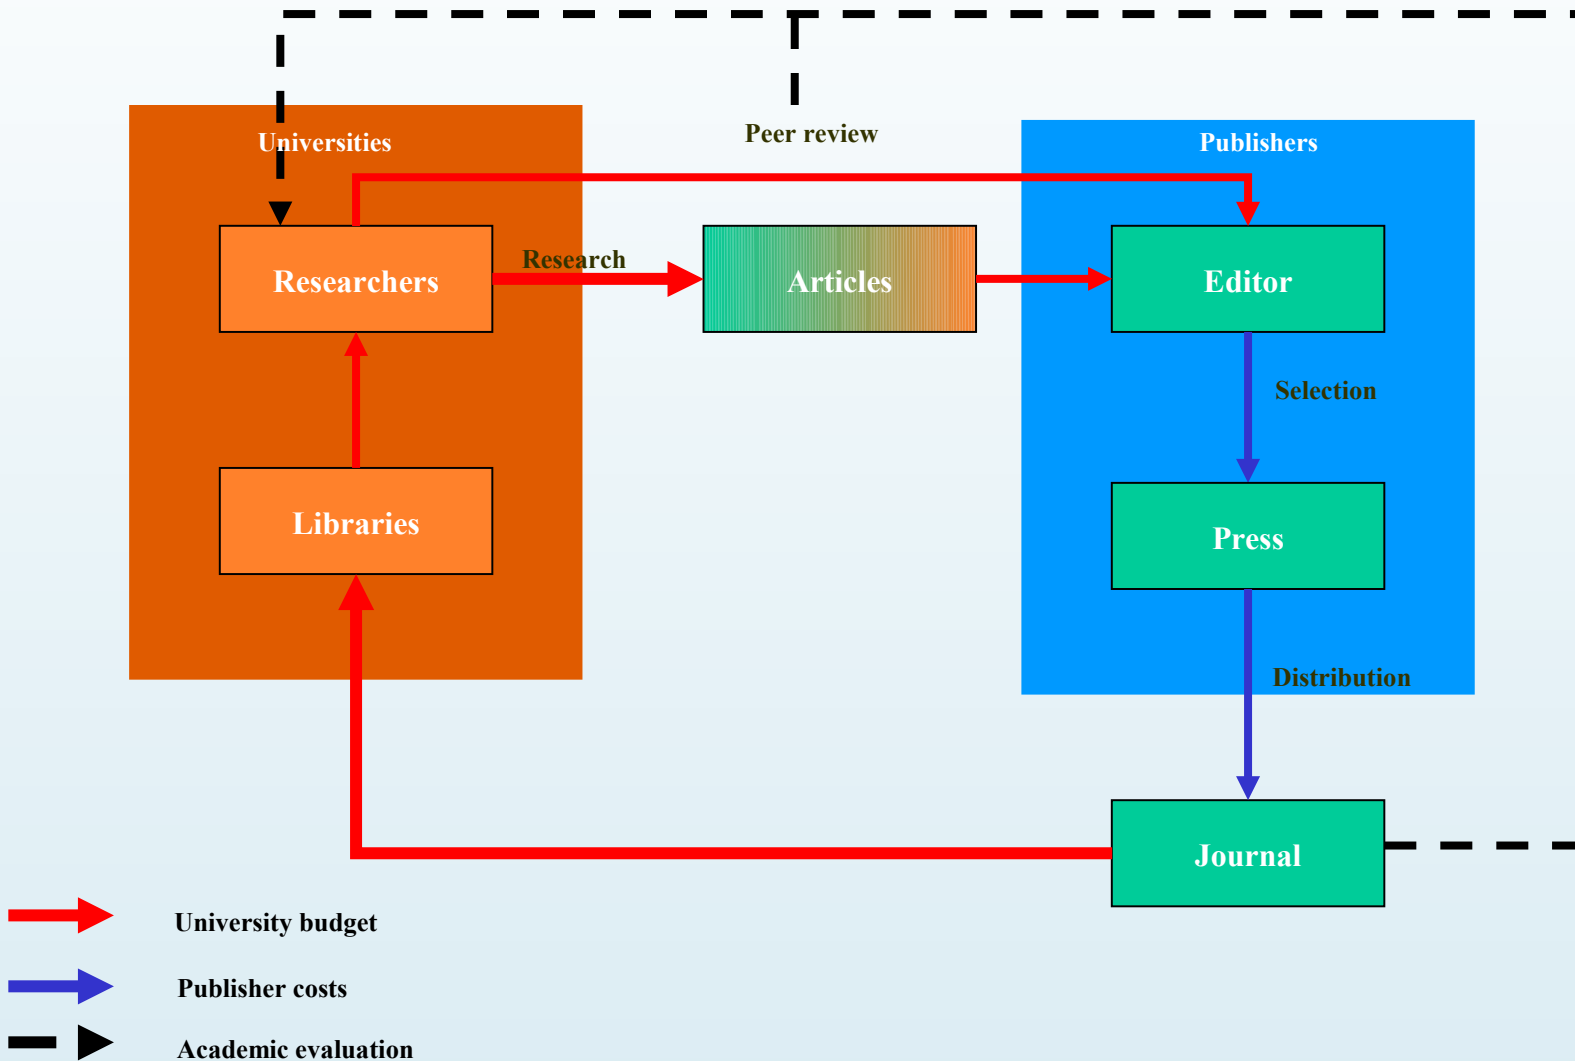 Universities
Peer review
Publishers
Researchers
Research
Articles
Editor
Selection
Libraries
Press
Distribution
Journal
University budget
Publisher costs
Academic evaluation